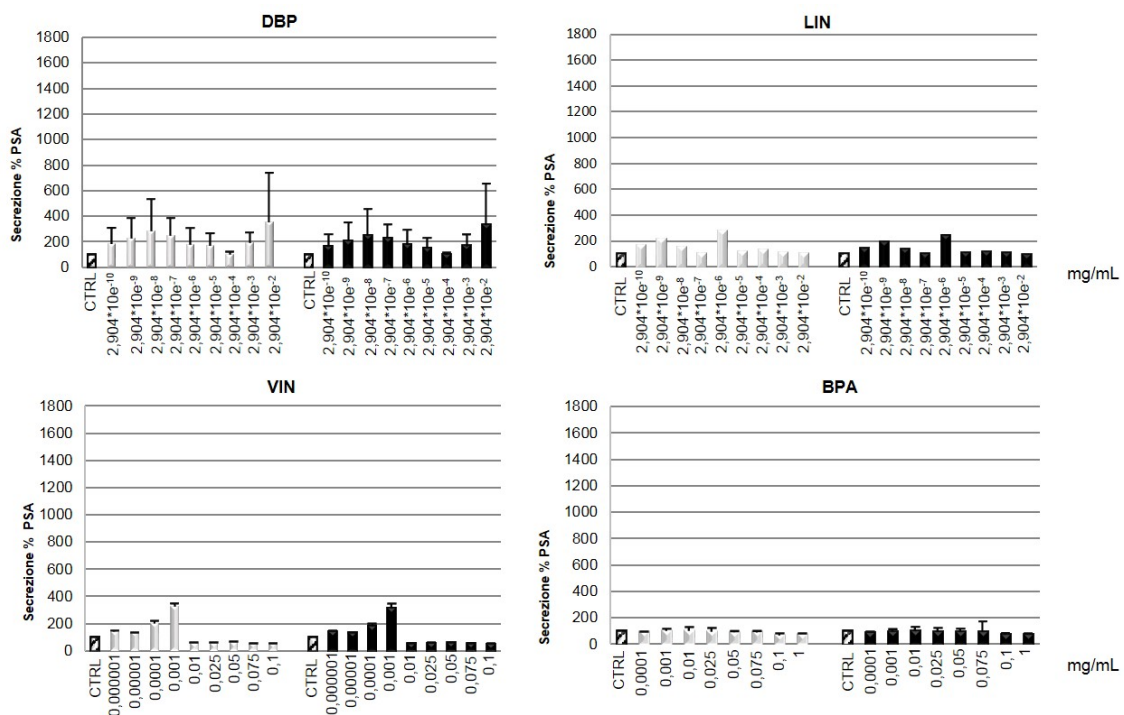 DBP
Secrezione % PSA
1800
1600
1400
1200
1000
800
600
400
200
0
CTRL
2,904*10e-10
2,904*10e-9
2,904*10e-8
2,904*10e-7
2,904*10e-6
2,904*10e-5
2,904*10e-4
2,904*10e-3
2,904*10e-2
CTRL
2,904*10e-10
2,904*10e-9
2,904*10e-8
2,904*10e-7
2,904*10e-6
2,904*10e-5
2,904*10e-4
2,904*10e-3
2,904*10e-2
LIN
Secrezione % PSA
1800
1600
1400
1200
1000
800
600
400
200
0
CTRL
2,904*10e-10
2,904*10e-9
2,904*10e-8
2,904*10e-7
2,904*10e-6
2,904*10e-5
2,904*10e-4
2,904*10e-3
2,904*10e-2
CTRL
2,904*10e-10
2,904*10e-9
2,904*10e-8
2,904*10e-7
2,904*10e-6
2,904*10e-5
2,904*10e-4
2,904*10e-3
2,904*10e-2
mg/mL
VIN
Secrezione % PSA
1800
1600
1400
1200
1000
800
600
400
200
0
CTRL
0,000001
0,00001
0,0001
0,001
0,01
0,025
0,05
0,075
0,1
CTRL
0,000001
0,00001
0,0001
0,001
0,01
0,025
0,05
0,075
0,1
BPA
Secrezione % PSA
1800
1600
1400
1200
1000
800
600
400
200
0
CTRL
0,0001
0,001
0,01
0,025
0,05
0,075
0,1
1
CTRL
0,0001
0,001
0,01
0,025
0,05
0,075
0,1
1
mg/mL